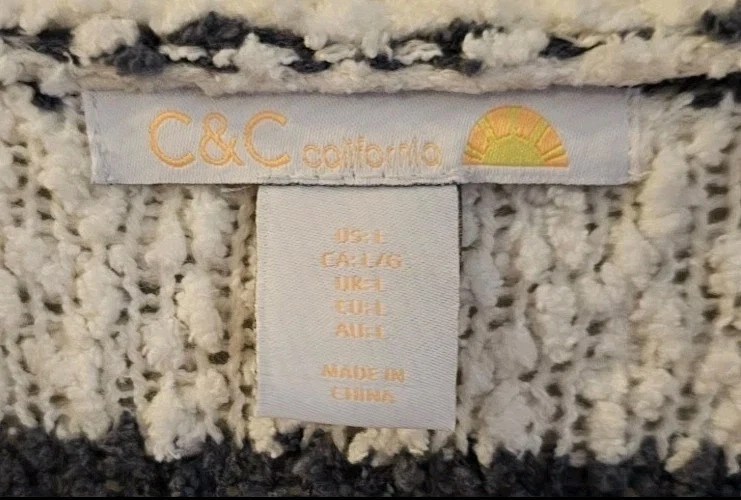 C&C california
US: L
CA: L/G
UK: L
EU: L
AU: L
MADE IN
CHINA